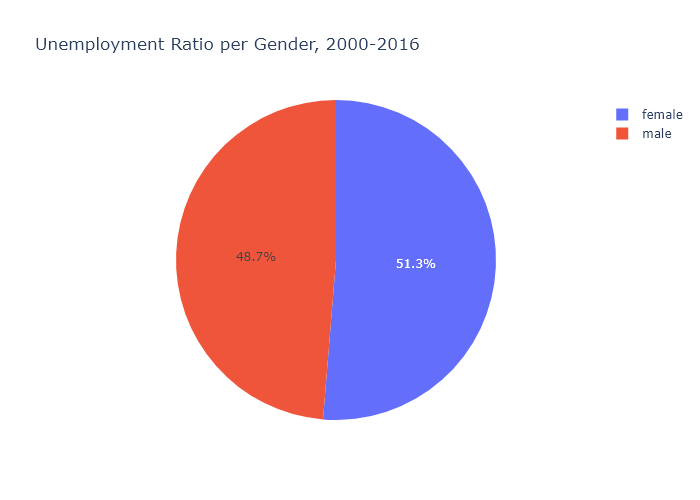 Unemployment Ratio per Gender, 2000-2016
female
male
48.7%
51.3%